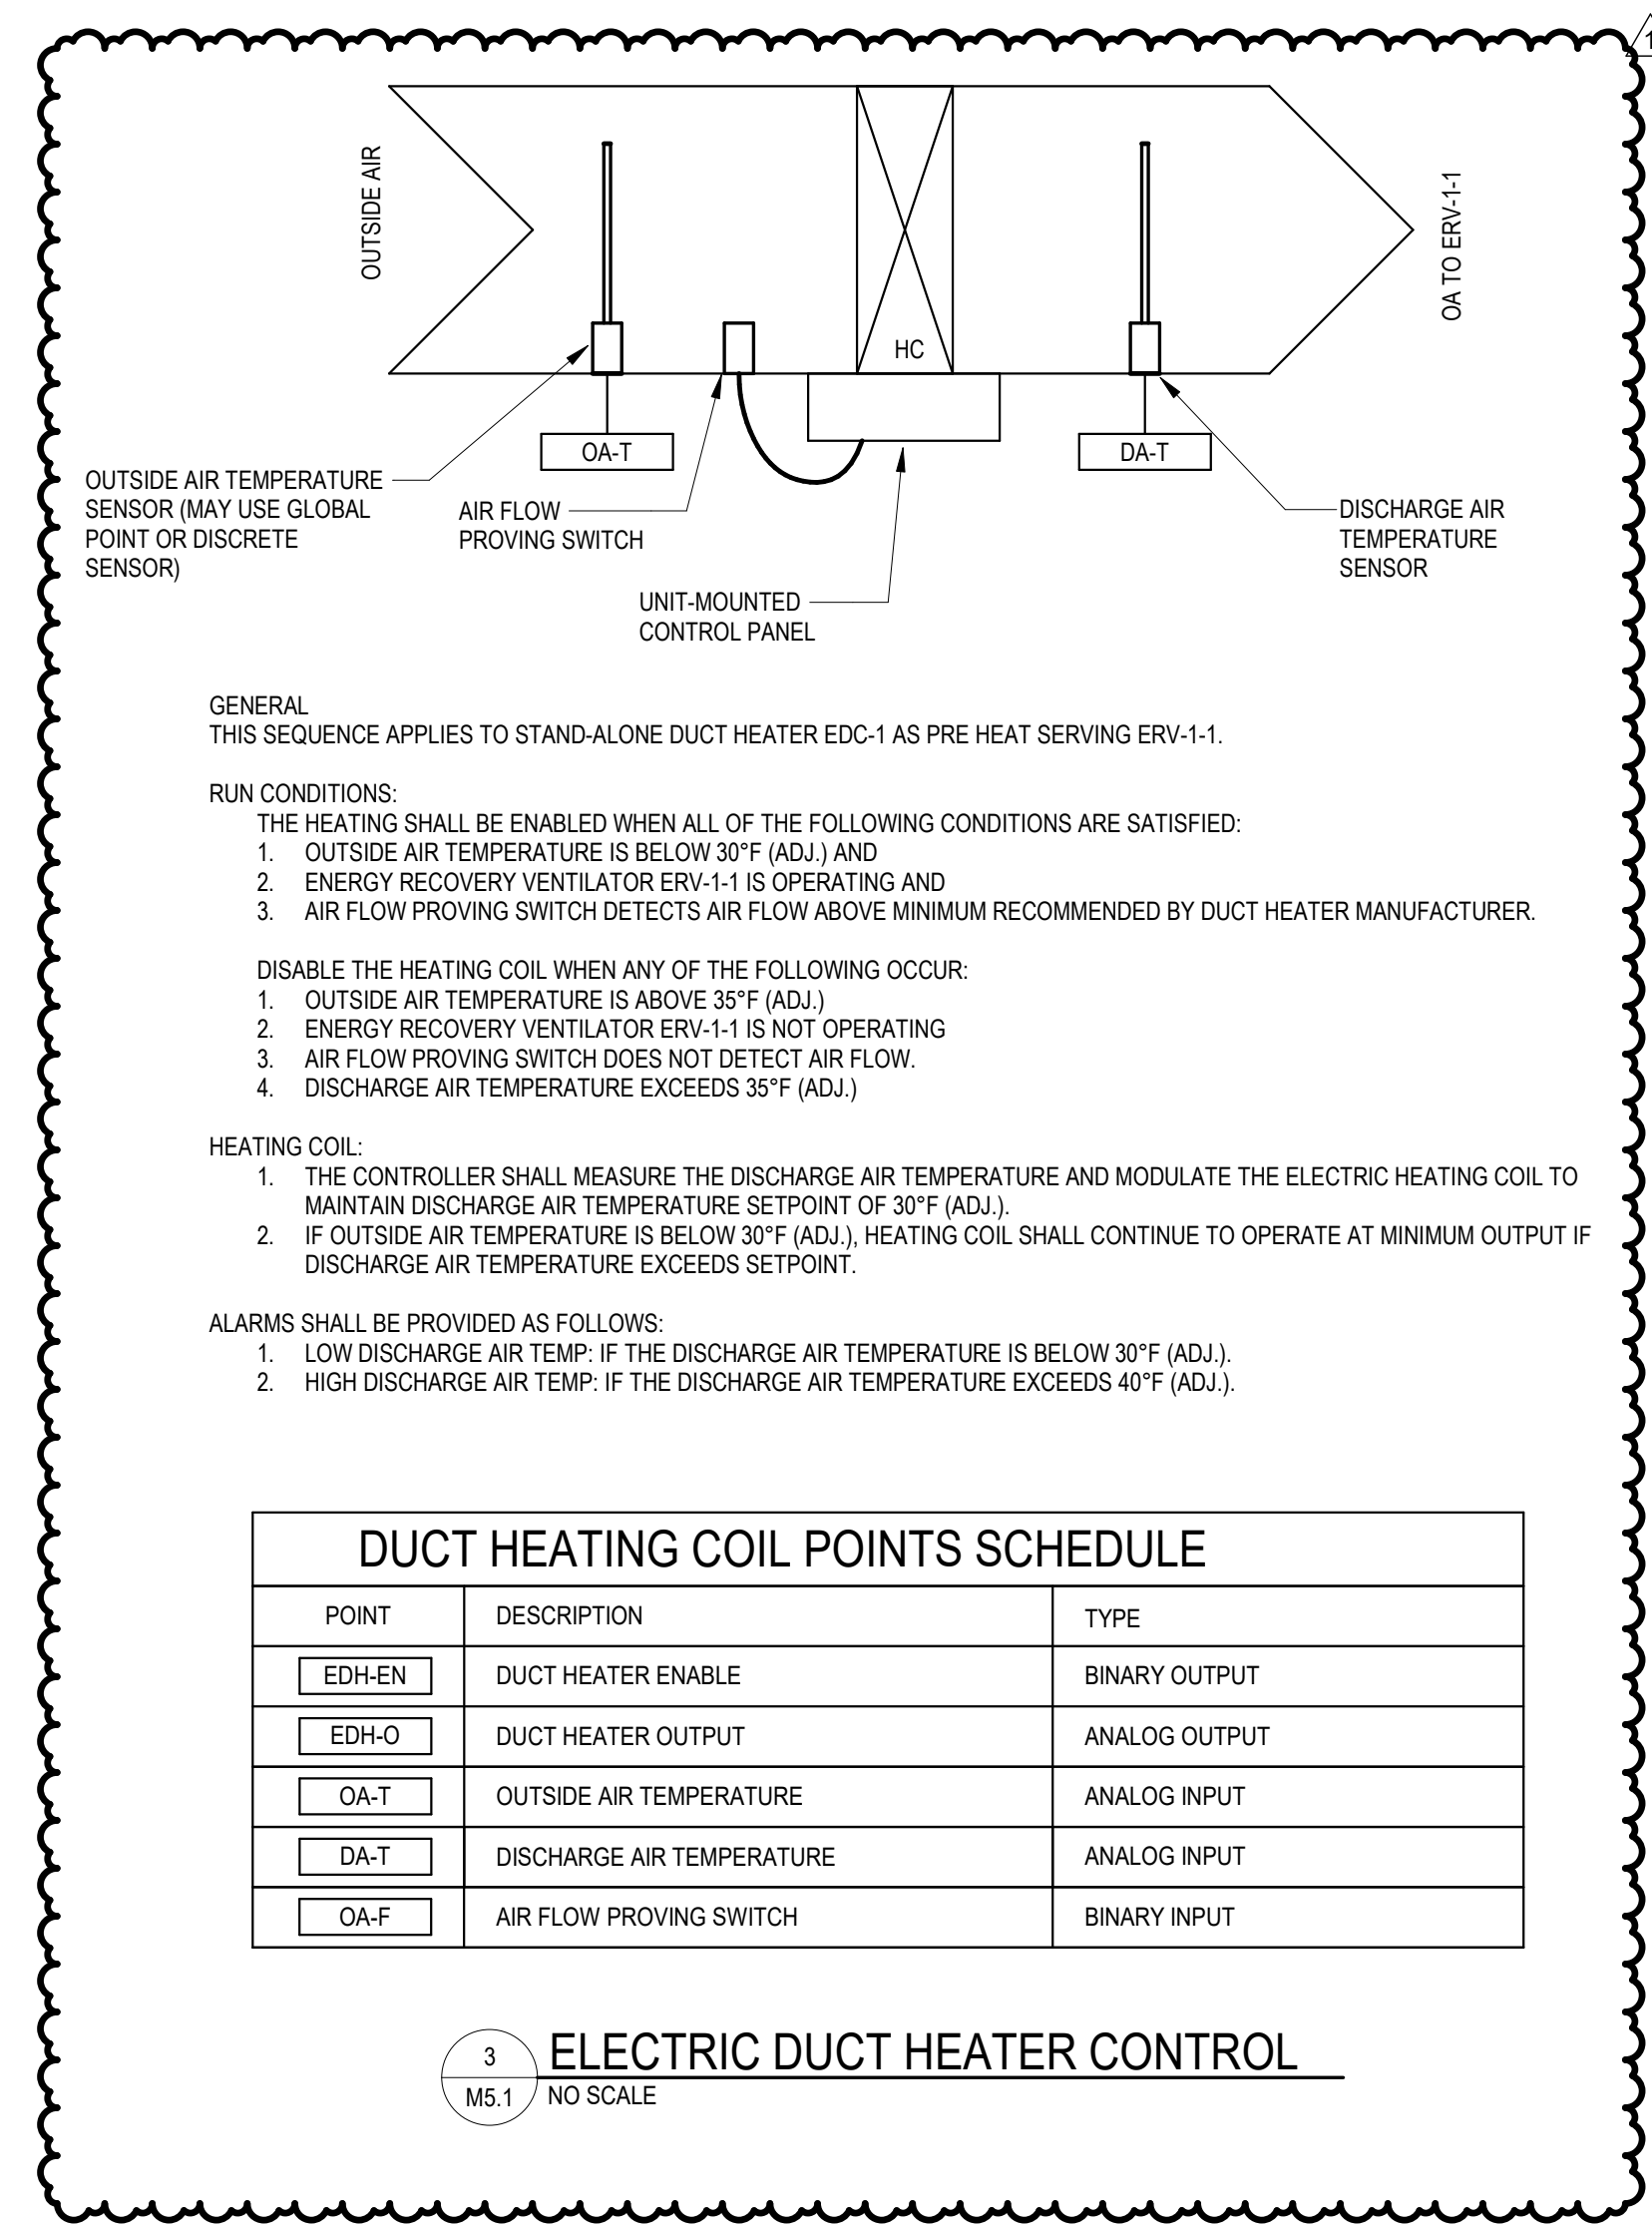 1
OUTSIDE AIR
OA TO ERV-1-1
HC
OA-T
DA-T
OUTSIDE AIR TEMPERATURE
SENSOR (MAY USE GLOBAL
POINT OR DISCRETE
SENSOR)
AIR FLOW
PROVING SWITCH
UNIT-MOUNTED
CONTROL PANEL
DISCHARGE AIR
TEMPERATURE
SENSOR
GENERAL
THIS SEQUENCE APPLIES TO STAND-ALONE DUCT HEATER EDC-1 AS PRE HEAT SERVING ERV-1-1.
RUN CONDITIONS:
THE HEATING SHALL BE ENABLED WHEN ALL OF THE FOLLOWING CONDITIONS ARE SATISFIED:
1. OUTSIDE AIR TEMPERATURE IS BELOW 30°F (ADJ.) AND
2. ENERGY RECOVERY VENTILATOR ERV-1-1 IS OPERATING AND
3. AIR FLOW PROVING SWITCH DETECTS AIR FLOW ABOVE MINIMUM RECOMMENDED BY DUCT HEATER MANUFACTURER.
DISABLE THE HEATING COIL WHEN ANY OF THE FOLLOWING OCCUR:
1. OUTSIDE AIR TEMPERATURE IS ABOVE 35°F (ADJ.)
2. ENERGY RECOVERY VENTILATOR ERV-1-1 IS NOT OPERATING
3. AIR FLOW PROVING SWITCH DOES NOT DETECT AIR FLOW.
4. DISCHARGE AIR TEMPERATURE EXCEEDS 35°F (ADJ.)
HEATING COIL:
1. THE CONTROLLER SHALL MEASURE THE DISCHARGE AIR TEMPERATURE AND MODULATE THE ELECTRIC HEATING COIL TO
MAINTAIN DISCHARGE AIR TEMPERATURE SETPOINT OF 30°F (ADJ.).
2. IF OUTSIDE AIR TEMPERATURE IS BELOW 30°F (ADJ.), HEATING COIL SHALL CONTINUE TO OPERATE AT MINIMUM OUTPUT IF
DISCHARGE AIR TEMPERATURE EXCEEDS SETPOINT.
ALARMS SHALL BE PROVIDED AS FOLLOWS:
1. LOW DISCHARGE AIR TEMP: IF THE DISCHARGE AIR TEMPERATURE IS BELOW 30°F (ADJ.).
2. HIGH DISCHARGE AIR TEMP: IF THE DISCHARGE AIR TEMPERATURE EXCEEDS 40°F (ADJ.).
DUCT HEATING COIL POINTS SCHEDULE
POINT DESCRIPTION TYPE
EDH-EN DUCT HEATER ENABLE BINARY OUTPUT
EDH-O DUCT HEATER OUTPUT ANALOG OUTPUT
OA-T OUTSIDE AIR TEMPERATURE ANALOG INPUT
DA-T DISCHARGE AIR TEMPERATURE ANALOG INPUT
OA-F AIR FLOW PROVING SWITCH BINARY INPUT
3 ELECTRIC DUCT HEATER CONTROL
M5.1 NO SCALE